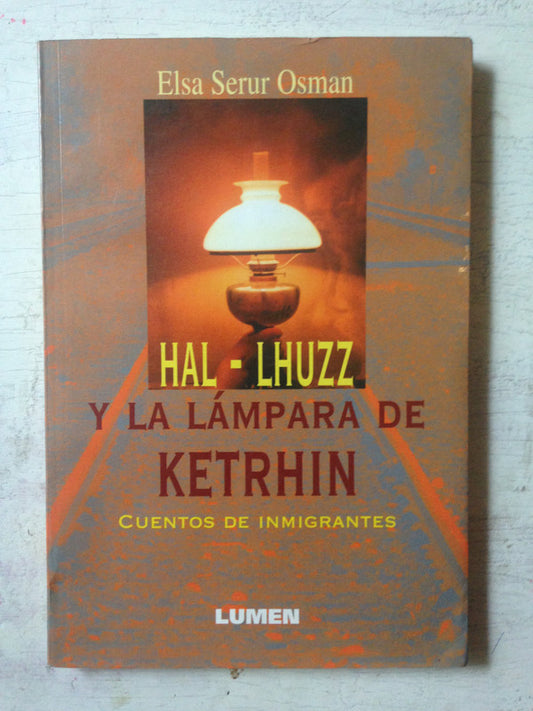 Elsa Serur Osman
HAL - LHUZZ
Y LA LÁMPARA DE
KETRHIN
CUENTOS DE INMIGRANTES
LUMEN